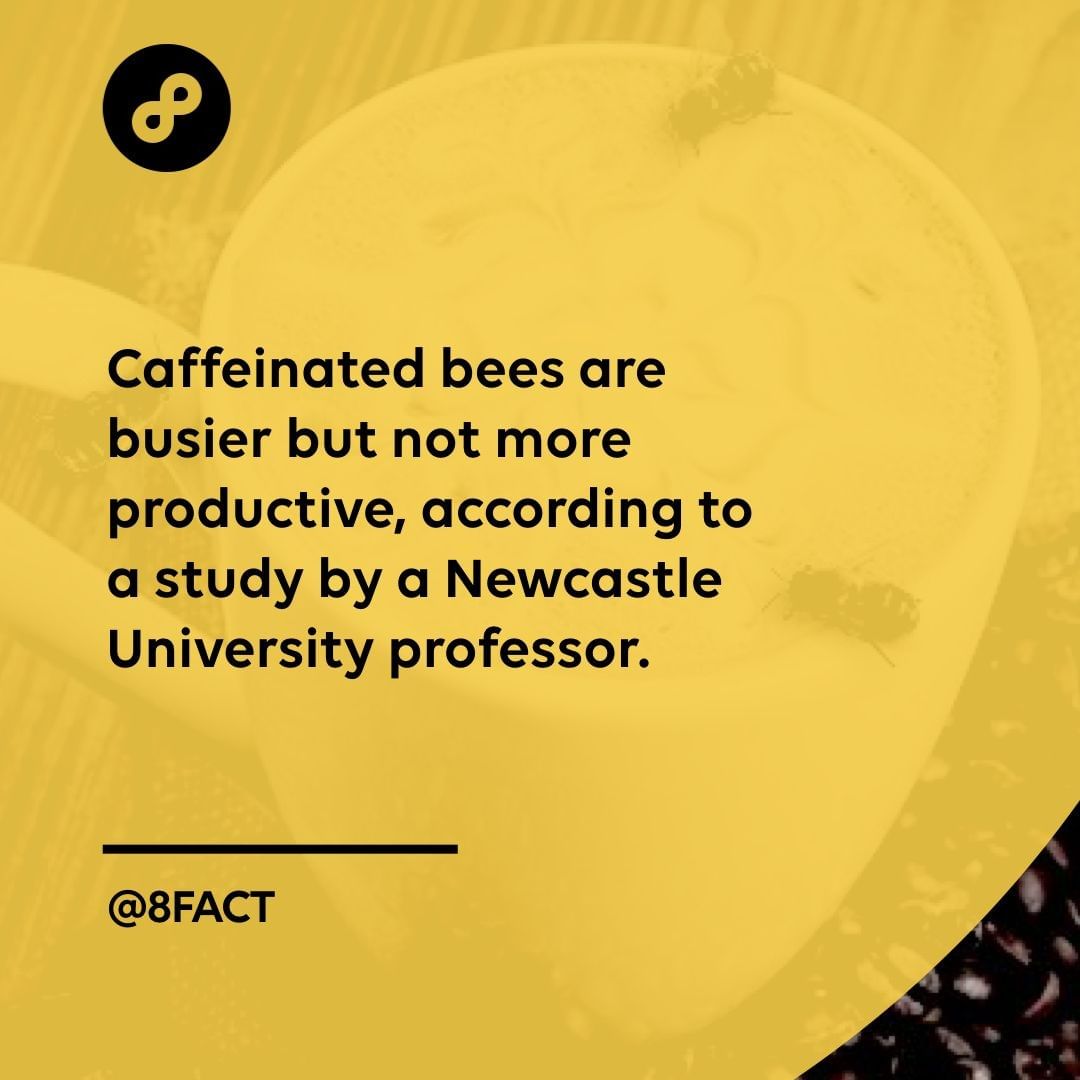 Caffeinated bees are
busier but not more
productive, according to
a study by a Newcastle
University professor.
@8FACT